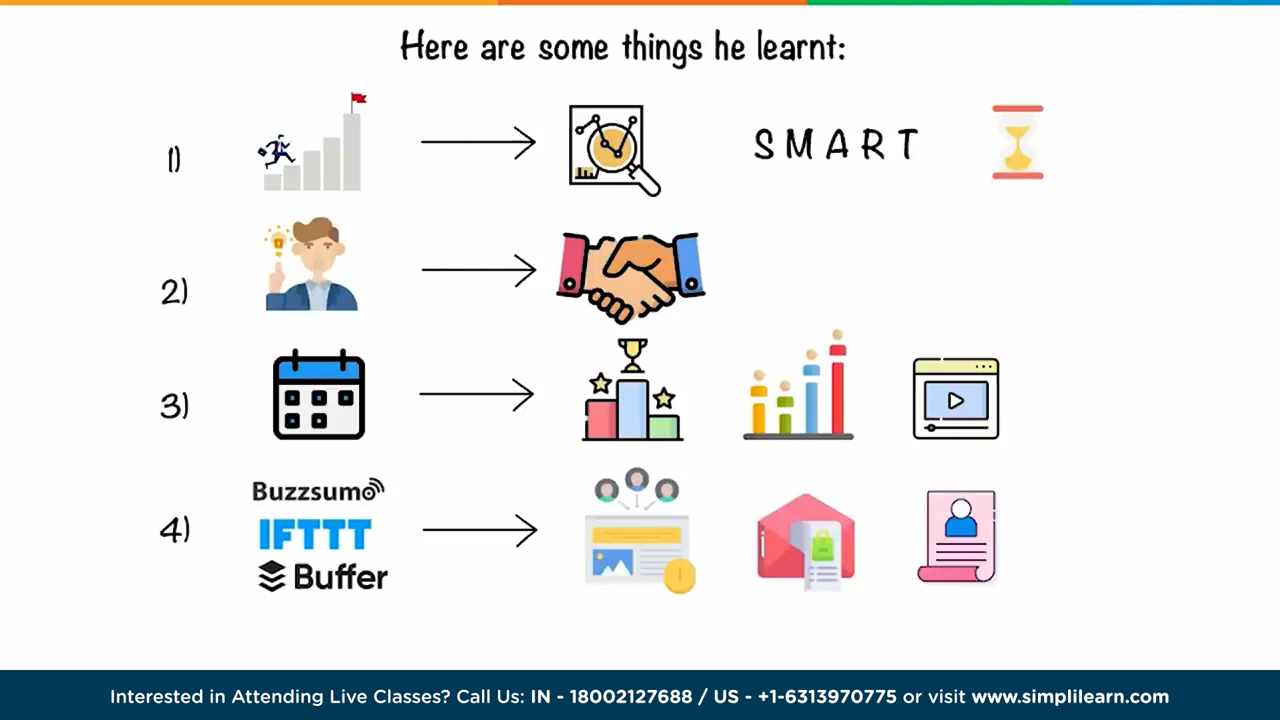 Here are some things he learnt:
1)
S M A R T
2)
3)
4)
Buzzsumo
IFTTT
Buffer
Interested in Attending Live Classes? Call Us: IN - 18002127688 / US - +1-6313970775 or visit www.simplilearn.com